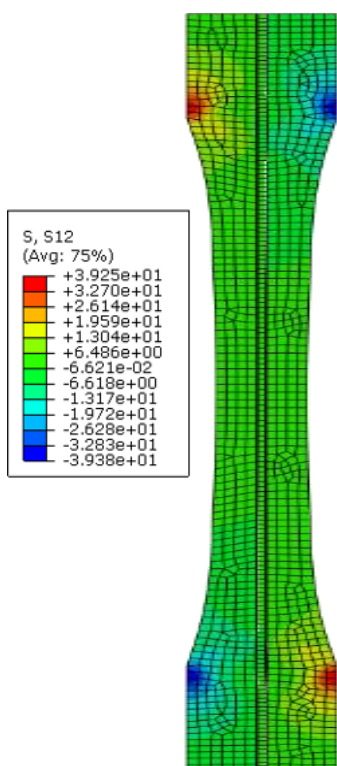 S, S12
(Avg: 75%)
+3.925e+01
+3.270e+01
+2.614e+01
+1.959e+01
+1.304e+01
+6.486e+00
-6.621e-02
-6.618e+00
-1.317e+01
-1.972e+01
-2.628e+01
-3.283e+01
-3.938e+01